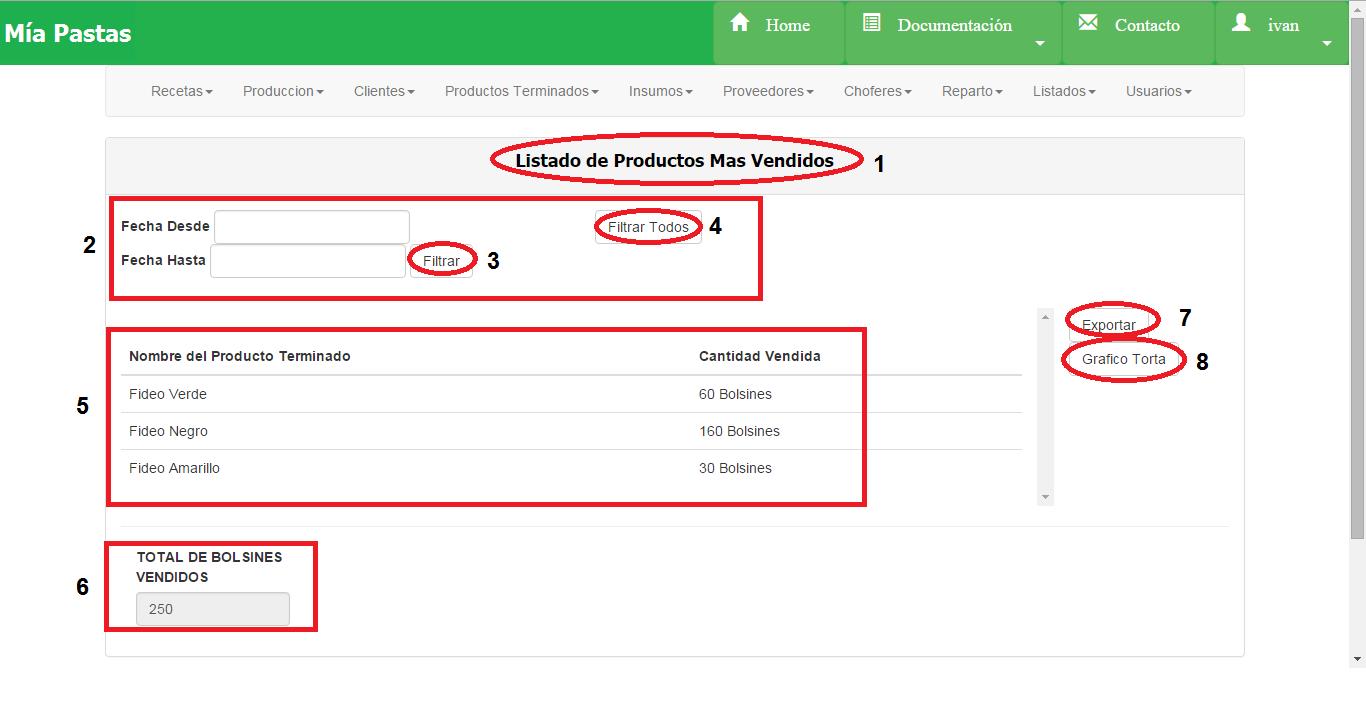 Mía Pastas Home Documentación Contacto ivan
Recetas Produccion Clientes Productos Terminados Insumos Proveedores Choferes Reparto Listados Usuarios
Listado de Productos Mas Vendidos 1
2 Fecha Desde Filtrar Todos 4
Fecha Hasta Filtrar 3
Exportar 7
Grafico Torta 8
5
Nombre del Producto Terminado Cantidad Vendida
Fideo Verde 60 Bolsines
Fideo Negro 160 Bolsines
Fideo Amarillo 30 Bolsines
6
TOTAL DE BOLSINES
VENDIDOS
250